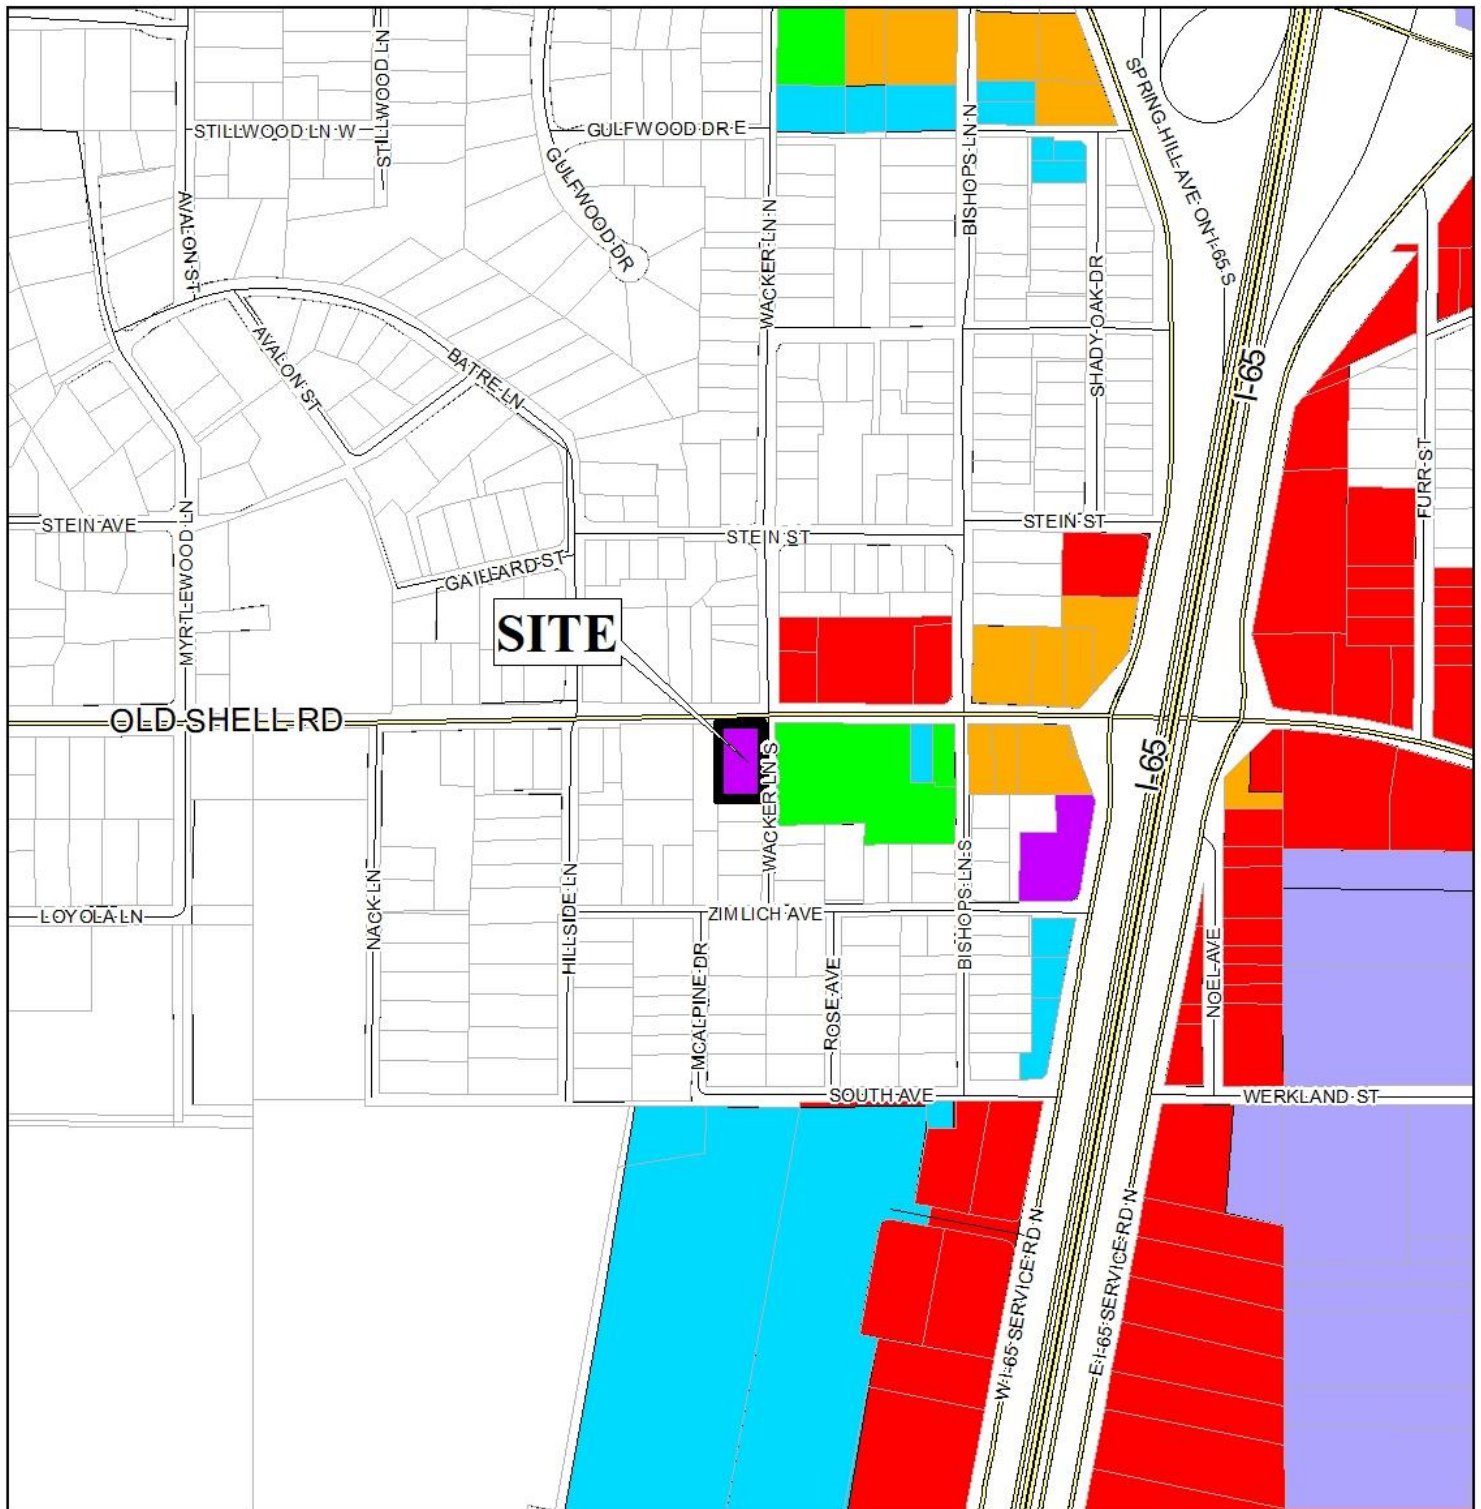 STILLWOOD LN
STILLWOOD LN W
GULFWOOD DR E
SPRING HILL AVE ON I-65 S
BISHOPS LN N
GULFWOOD DR
AVALON ST
WACKER LN N
SHADY OAK DR
AVALON ST
BATRE LN
I-65
FURR ST
STEIN AVE
MYRTLEWOOD LN
STEIN ST
STEIN ST
GAILLARD ST
SITE
OLD SHELL RD
I-65
WACKER LN S
NACK LN
HILLSIDE LN
BISHOPS LN S
LOYOLA LN
ZIMLICH AVE
MCALPINE DR
ROSE AVE
NOEL AVE
SOUTH AVE
WERKLAND ST
W I-65 SERVICE RD N
E I-65 SERVICE RD N